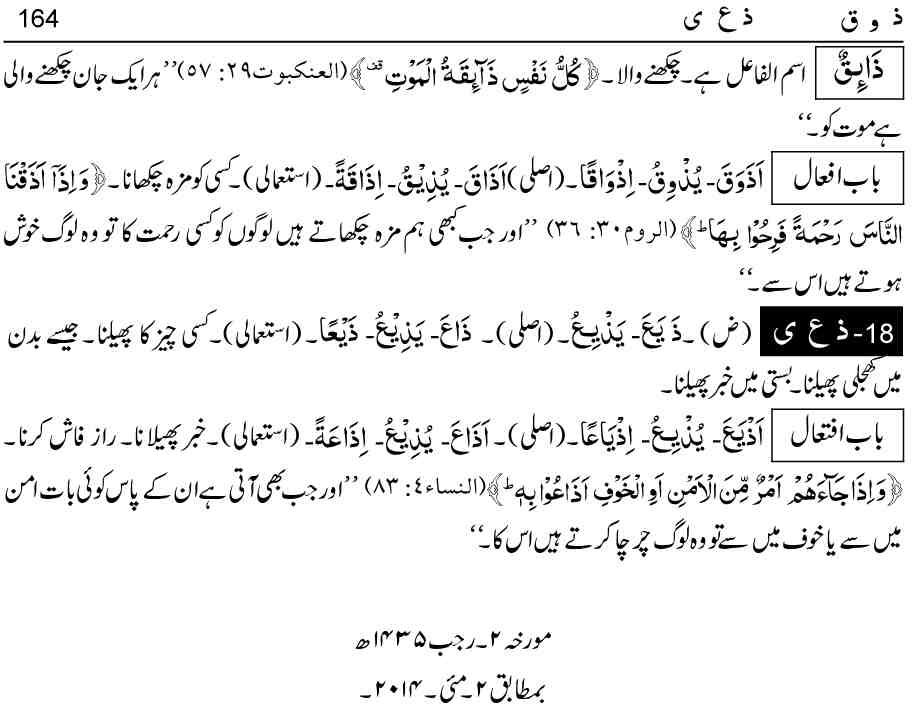 ذ و ق ذ ع ی 164
ذَائِقٌ اسم الفاعل ہے۔ چکھنے والا۔ ﴿كُلُّ نَفْسٍ ذَآئِقَةُ الْمَوْتِ ۟﴾ (العنکبوت ۲۹: ۵۷) ’’ہر ایک جان چکھنے والی
ہے موت کو۔‘‘
باب افعال اَذْوَقَ۔ يُذْوِقُ۔ اِذْوَاقًا۔ (اصلی) اَذَاقَ۔ يُذِيْقُ۔ اِذَاقَةً۔ (استعمالی)۔ کسی کو مزہ چکھانا۔ ﴿وَاِذَآ اَذَقْنَا
النَّاسَ رَحْمَةً فَرِحُوْا بِهَا ؕ﴾ (الروم ۳۰: ۳۶) ’’اور جب کبھی ہم مزہ چکھاتے ہیں لوگوں کو کسی رحمت کا تو وہ لوگ خوش
ہوتے ہیں اس سے۔‘‘
18- ذ ع ی (ض)۔ ذَيَعَ۔ يَذْيِعُ۔ (اصلی)۔ ذَاعَ۔ يَذِيْعُ۔ ذَيْعًا۔ (استعمالی)۔ کسی چیز کا پھیلنا۔ جیسے بدن
میں کھجلی پھیلنا۔ بستی میں خبر پھیلنا۔
باب افتعال اَذْيَعَ۔ يُذْيِعُ۔ اِذْيَاعًا۔ (اصلی)۔ اَذَاعَ۔ يُذِيْعُ۔ اِذَاعَةً۔ (استعمالی)۔ خبر پھیلانا۔ راز فاش کرنا۔
﴿وَاِذَا جَآءَهُمْ اَمْرٌ مِّنَ الْاَمْنِ اَوِ الْخَوْفِ اَذَاعُوْا بِهٖ ؕ﴾ (النساء ۴: ۸۳) ’’اور جب بھی آتی ہے ان کے پاس کوئی بات امن
میں سے یا خوف میں سے تو وہ لوگ چرچا کرتے ہیں اس کا۔‘‘
مورخہ ۲۔ رجب ۱۴۳۵ھ
بمطابق ۲۔ مئی۔ ۲۰۱۴۔